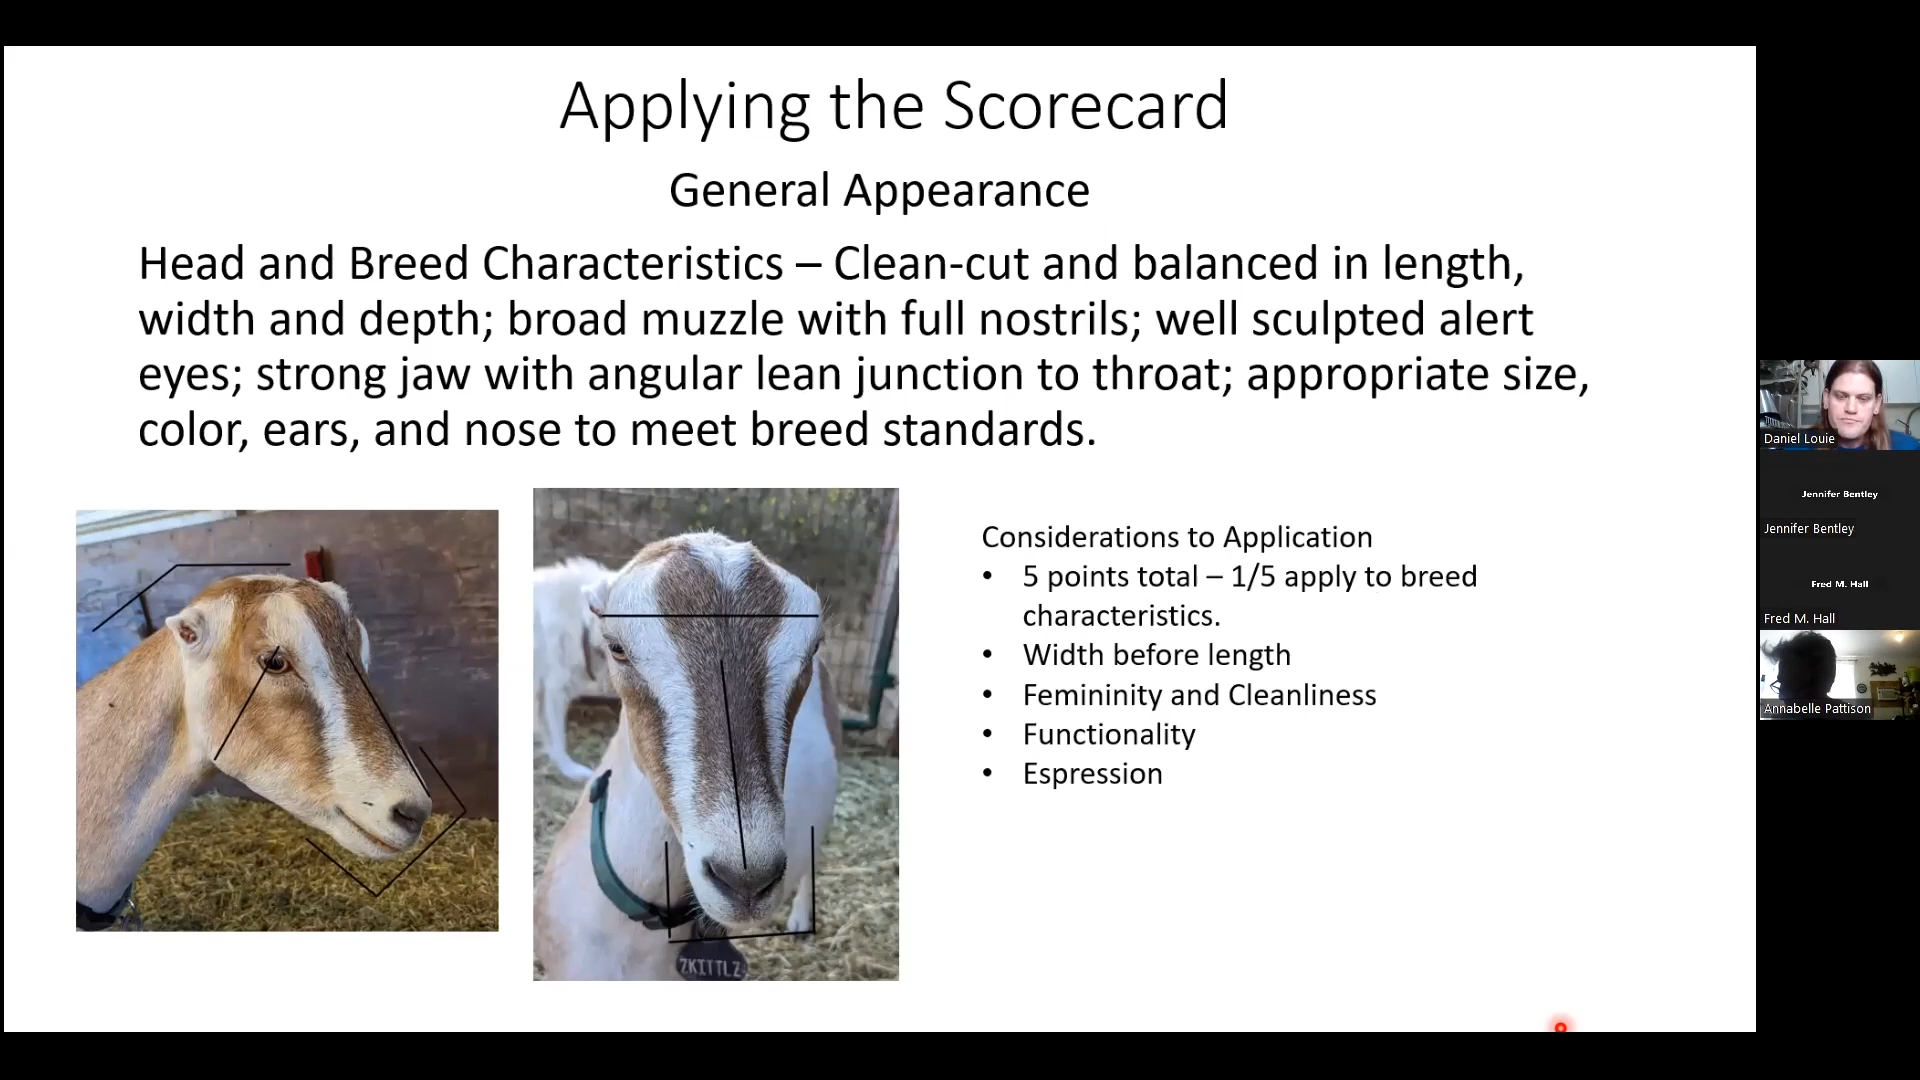 Applying the Scorecard
General Appearance
Head and Breed Characteristics – Clean-cut and balanced in length,
width and depth; broad muzzle with full nostrils; well sculpted alert
eyes; strong jaw with angular lean junction to throat; appropriate size,
color, ears, and nose to meet breed standards.
Considerations to Application
• 5 points total – 1/5 apply to breed
characteristics.
• Width before length
• Femininity and Cleanliness
• Functionality
• Espression
ZKITTLZ
Daniel Louie
Jennifer Bentley
Jennifer Bentley
Fred M. Hall
Fred M. Hall
Annabelle Pattison